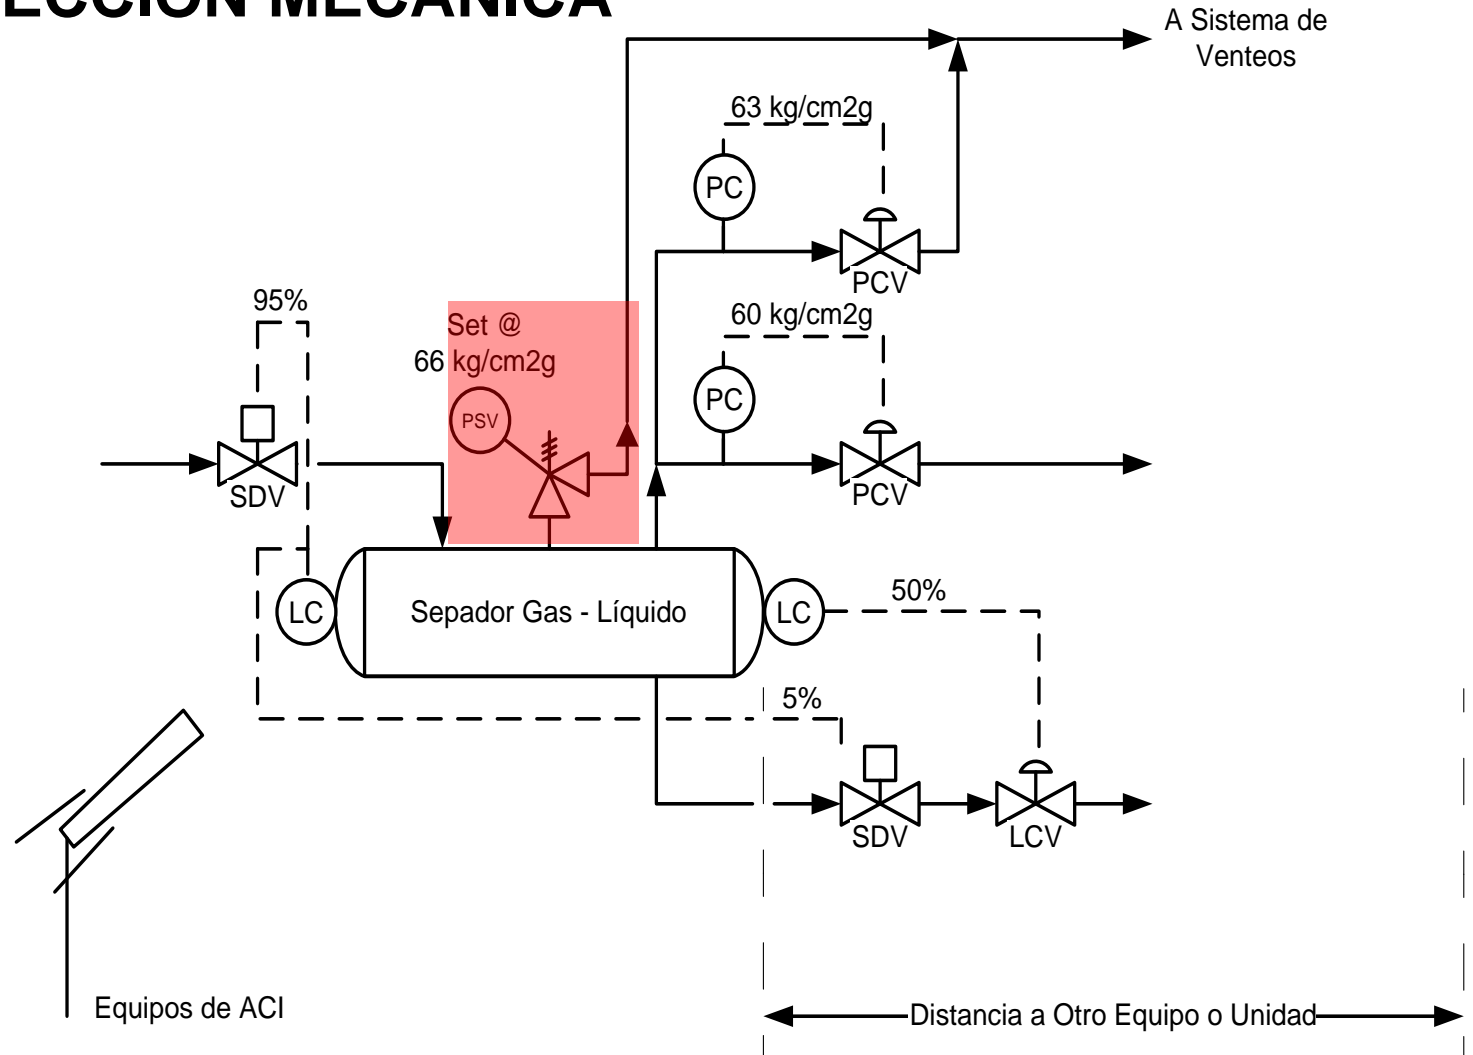 ECCIÓN MECÁNICA
A Sistema de
Venteos
63 kg/cm2g
PC
PCV
95%
Set @
66 kg/cm2g
60 kg/cm2g
PSV
PC
SDV
PCV
LC
Sepador Gas - Líquido
LC
50%
5%
SDV
LCV
Equipos de ACI
Distancia a Otro Equipo o Unidad